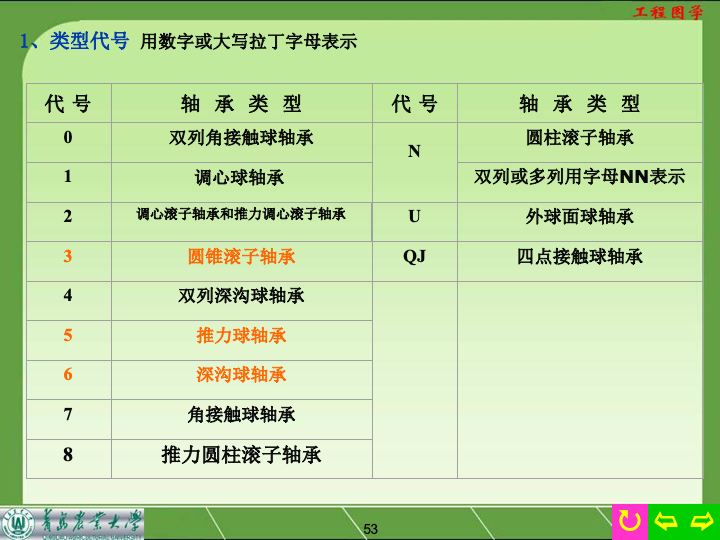 工程图学
1、类型代号 用数字或大写拉丁字母表示
代 号 轴 承 类 型 代 号 轴 承 类 型
0 双列角接触球轴承 N 圆柱滚子轴承
1 调心球轴承 双列或多列用字母NN表示
2 调心滚子轴承和推力调心滚子轴承 U 外球面球轴承
3 圆锥滚子轴承 QJ 四点接触球轴承
4 双列深沟球轴承
5 推力球轴承
6 深沟球轴承
7 角接触球轴承
8 推力圆柱滚子轴承
青岛农业大学
53